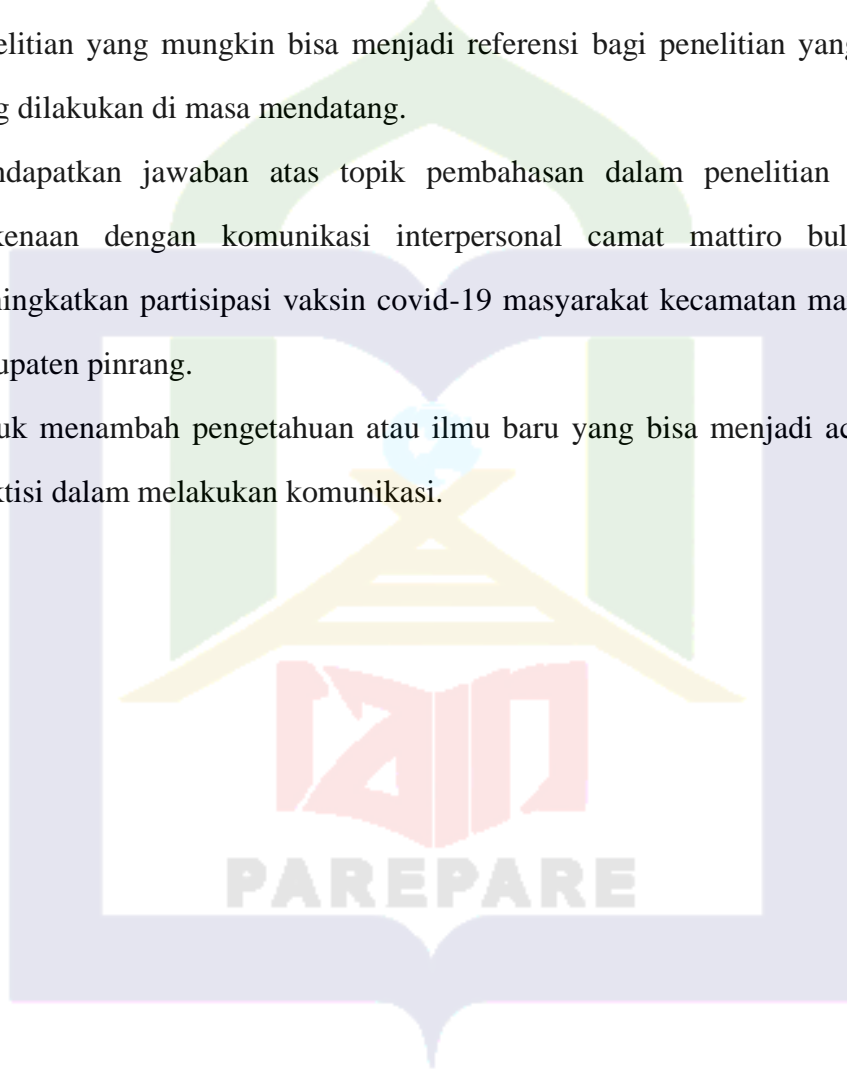 elitian yang mungkin bisa menjadi referensi bagi penelitian yang
g dilakukan di masa mendatang.
ndapatkan jawaban atas topik pembahasan dalam penelitian
kenaan dengan komunikasi interpersonal camat mattiro bul
ningkatkan partisipasi vaksin covid-19 masyarakat kecamatan ma
upaten pinrang.
uk menambah pengetahuan atau ilmu baru yang bisa menjadi ac
ktisi dalam melakukan komunikasi.
iain
PAREPARE